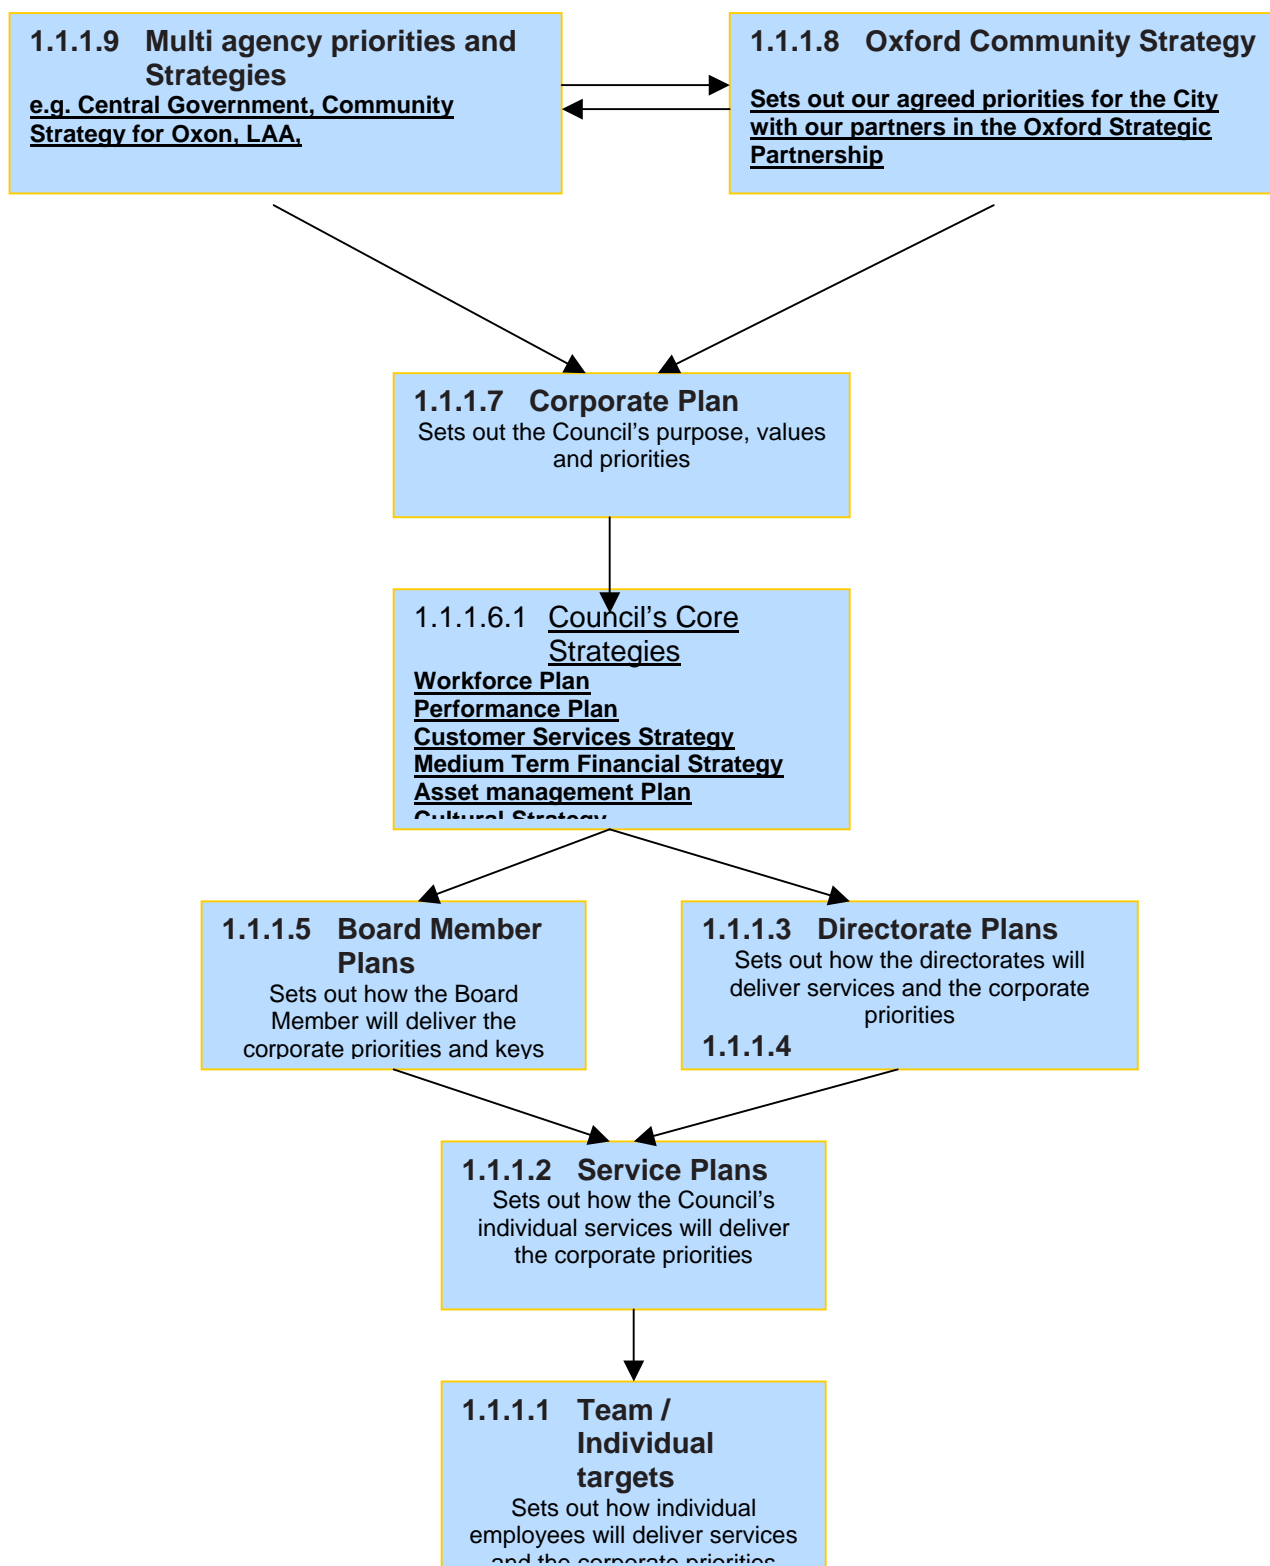 1.1.1.9 Multi agency priorities and
Strategies
e.g. Central Government, Community
Strategy for Oxon, LAA,
1.1.1.8 Oxford Community Strategy
Sets out our agreed priorities for the City
with our partners in the Oxford Strategic
Partnership
1.1.1.7 Corporate Plan
Sets out the Council’s purpose, values
and priorities
1.1.1.6.1 Council’s Core
Strategies
Workforce Plan
Performance Plan
Customer Services Strategy
Medium Term Financial Strategy
Asset management Plan
Cultural Strategy
1.1.1.5 Board Member
Plans
Sets out how the Board
Member will deliver the
corporate priorities and keys
1.1.1.3 Directorate Plans
Sets out how the directorates will
deliver services and the corporate
priorities
1.1.1.4
1.1.1.2 Service Plans
Sets out how the Council’s
individual services will deliver
the corporate priorities
1.1.1.1 Team /
Individual
targets
Sets out how individual
employees will deliver services
and the corporate priorities